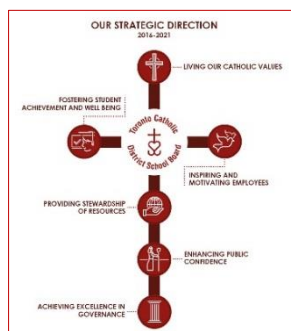 OUR STRATEGIC DIRECTION
2016-2021
LIVING OUR CATHOLIC VALUES
FOSTERING STUDENT
ACHIEVEMENT AND WELL BEING
Toronto Catholic
District School Board
INSPIRING AND
MOTIVATING EMPLOYEES
PROVIDING STEWARDSHIP
OF RESOURCES
ENHANCING PUBLIC
CONFIDENCE
ACHIEVING EXCELLENCE IN
GOVERNANCE